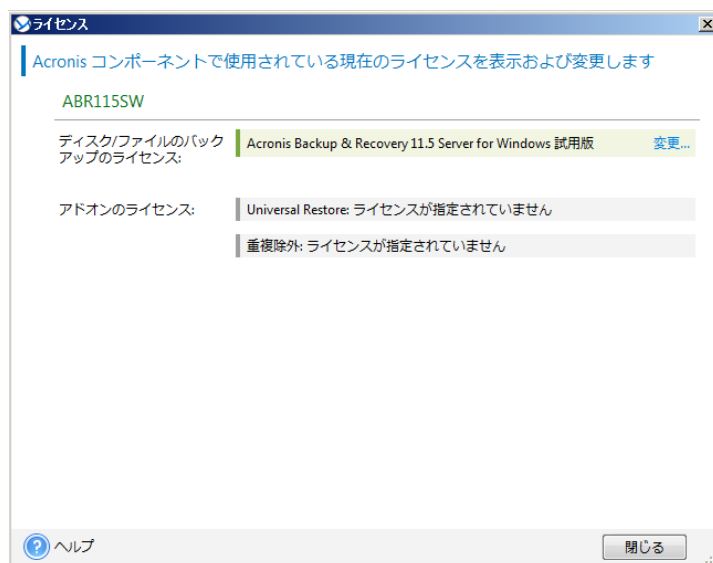 ライセンス
Acronis コンポーネントで使用されている現在のライセンスを表示および変更します
ABR115SW
ディスク/ファイルのバック
アップのライセンス:
Acronis Backup & Recovery 11.5 Server for Windows 試用版
変更...
アドオンのライセンス:
Universal Restore: ライセンスが指定されていません
重複除外: ライセンスが指定されていません
ヘルプ
閉じる